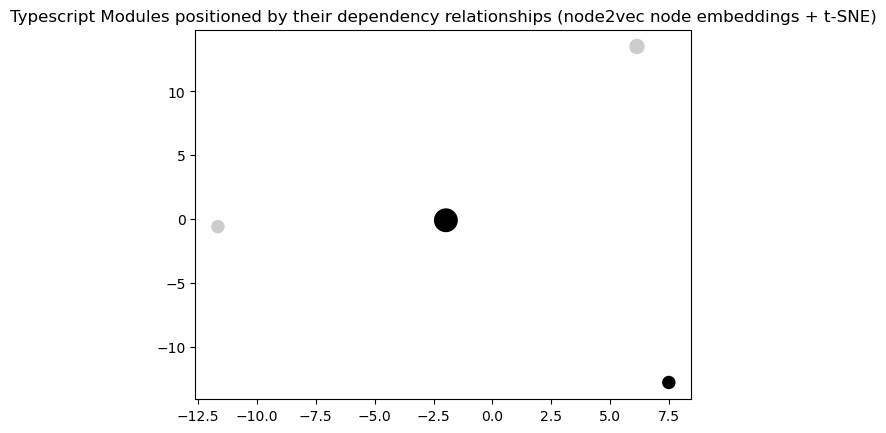 Typescript Modules positioned by their dependency relationships (node2vec node embeddings + t-SNE)
10
5
0
−5
−10
−12.5 −10.0 −7.5 −5.0 −2.5 0.0 2.5 5.0 7.5